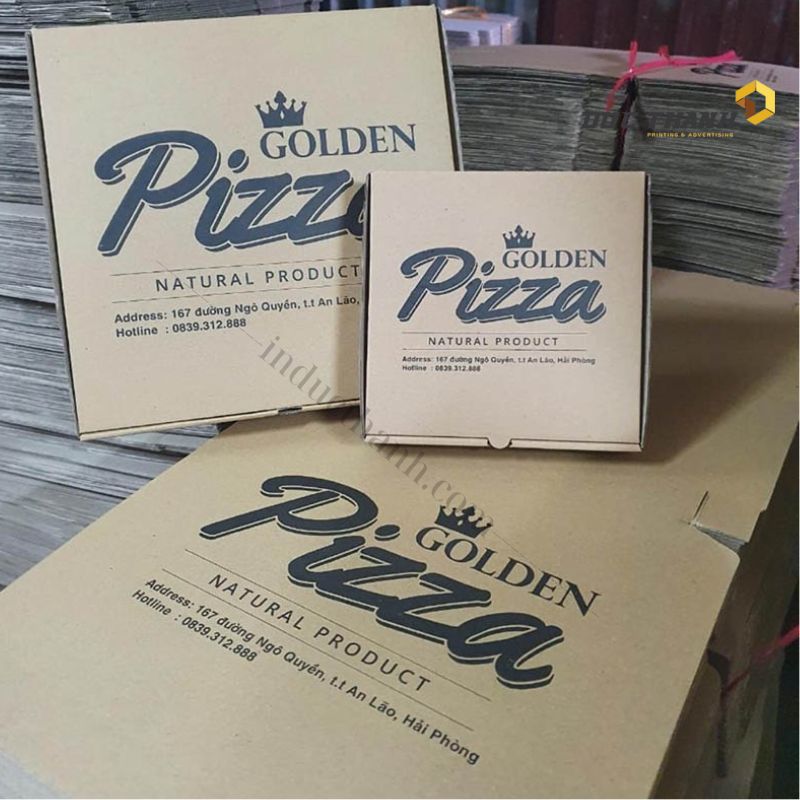 GOLDEN
Pizza
NATURAL PRODUCT
Address: 167 đường Ngô Quyền, t.t An Lão,
Hotline : 0839.312.888
GOLDEN
Pizza
NATURAL PRODUCT
Address: 167 đường Ngô Quyền, t.t An Lão, Hải Phòng
Hotline : 0839.312.888
GOLDEN
Pizza
NATURAL PRODUCT
Address: 167 đường Ngô Quyền, t.t An Lão, Hải Phòng
Hotline : 0839.312.888
PRINTING & ADVERTISING